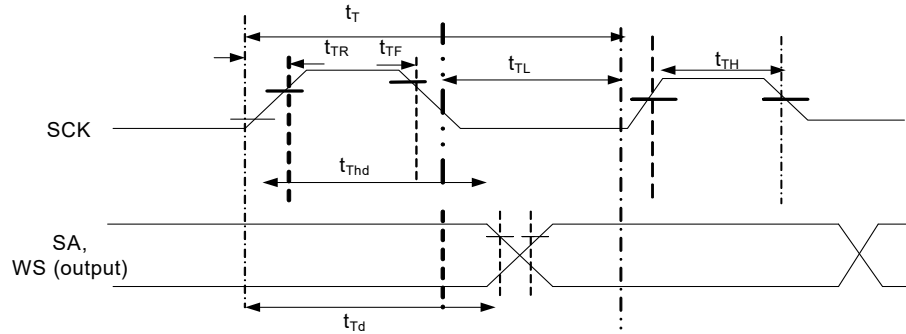 tT
tTR
tTF
tTL
tTH
SCK
tThd
SA,
WS (output)
tTd